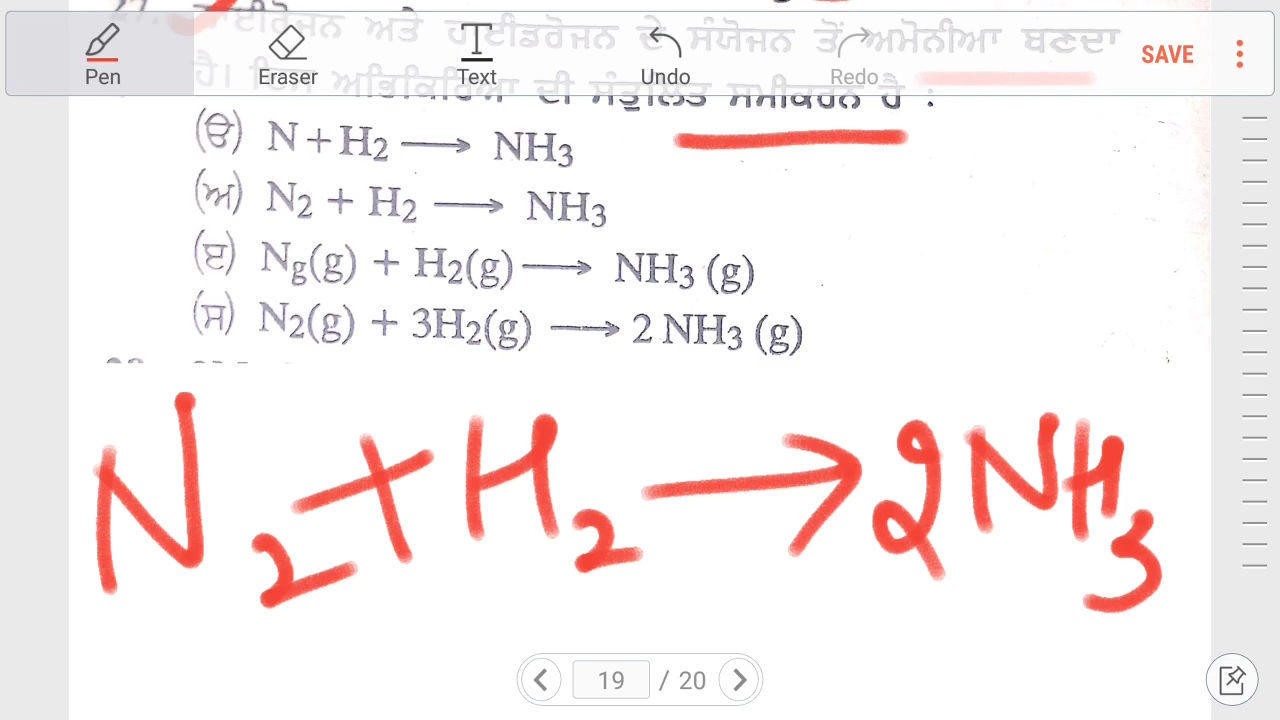 ਨਾਈਟ੍ਰੋਜਨ ਅਤੇ ਹਾਈਡਰੋਜਨ ਦੇ ਸੰਯੋਜਨ ਤੋਂ ਅਮੋਨੀਆ ਬਣਦਾ
Pen Eraser Text Undo Redo SAVE
ਹੈ। ਇਸ ਅਭਿਕਿਰਿਆ ਦੀ ਸੰਤੁਲਿਤ ਸਮੀਕਰਨ ਹੈ :
(ੳ) N + H2 ⟶ NH3
(ਅ) N2 + H2 ⟶ NH3
(ੲ) Ng(g) + H2(g) ⟶ NH3 (g)
(ਸ) N2(g) + 3H2(g) ⟶ 2 NH3 (g)
N2 + H2 → 2NH3
19 / 20